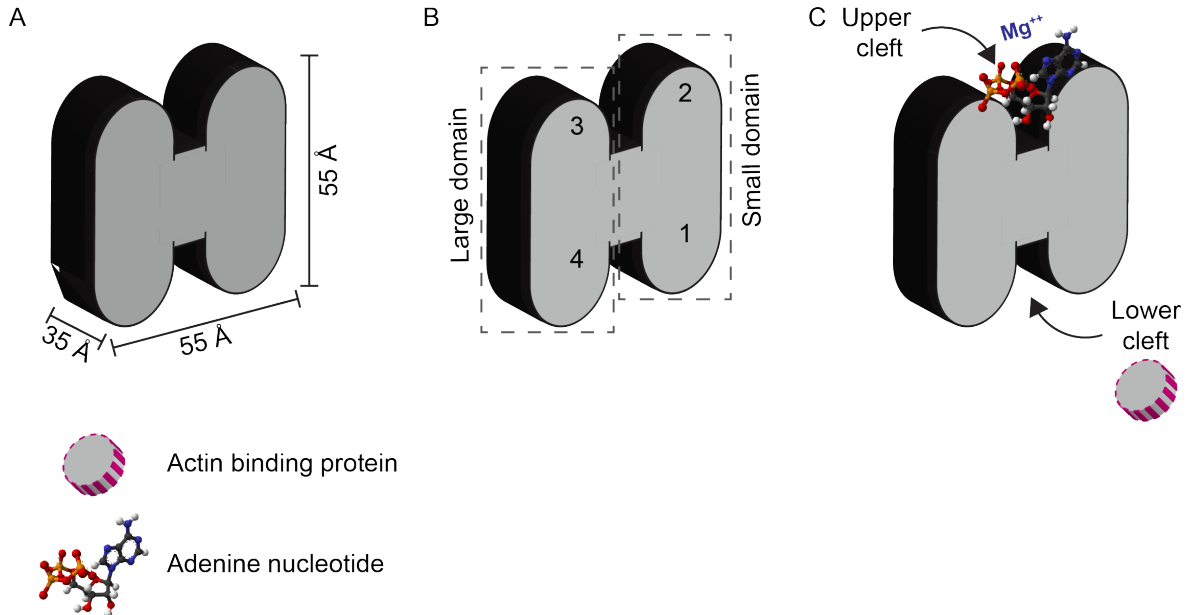 A
55 Å
35 Å
55 Å
B
Large domain
3
4
2
1
Small domain
C
Upper
cleft
Mg++
Lower
cleft
Actin binding protein
Adenine nucleotide